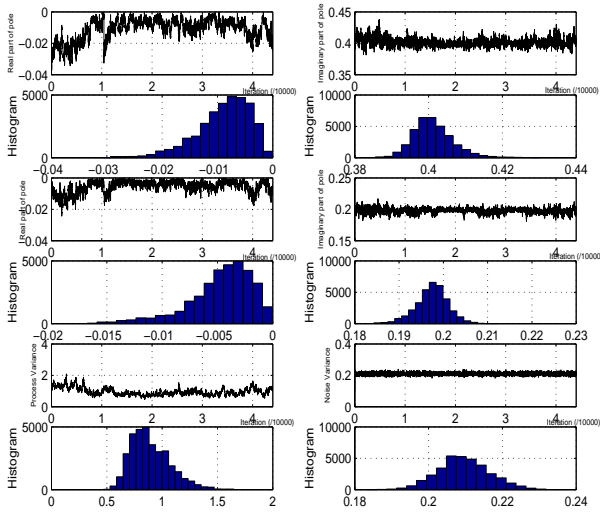 Real part of pole
0
−0.02
−0.04
0 1 2 3 4
Iteration (/10000)
Imaginary part of pole
0.45
0.4
0.35
0 1 2 3 4
Iteration (/10000)
Histogram
5000
0
−0.04 −0.03 −0.02 −0.01 0
Histogram
10000
5000
0
0.38 0.4 0.42 0.44
Real part of pole
0
−0.02
−0.04
0 1 2 3 4
Iteration (/10000)
Imaginary part of pole
0.25
0.2
0.15
0 1 2 3 4
Iteration (/10000)
Histogram
5000
0
−0.02 −0.015 −0.01 −0.005 0
Histogram
10000
5000
0
0.18 0.19 0.2 0.21 0.22 0.23
Process Variance
4
2
0
0 1 2 3 4
Iteration (/10000)
Noise Variance
0.4
0.2
0
0 1 2 3 4
Iteration (/10000)
Histogram
5000
0
0 0.5 1 1.5 2
Histogram
10000
5000
0
0.18 0.2 0.22 0.24